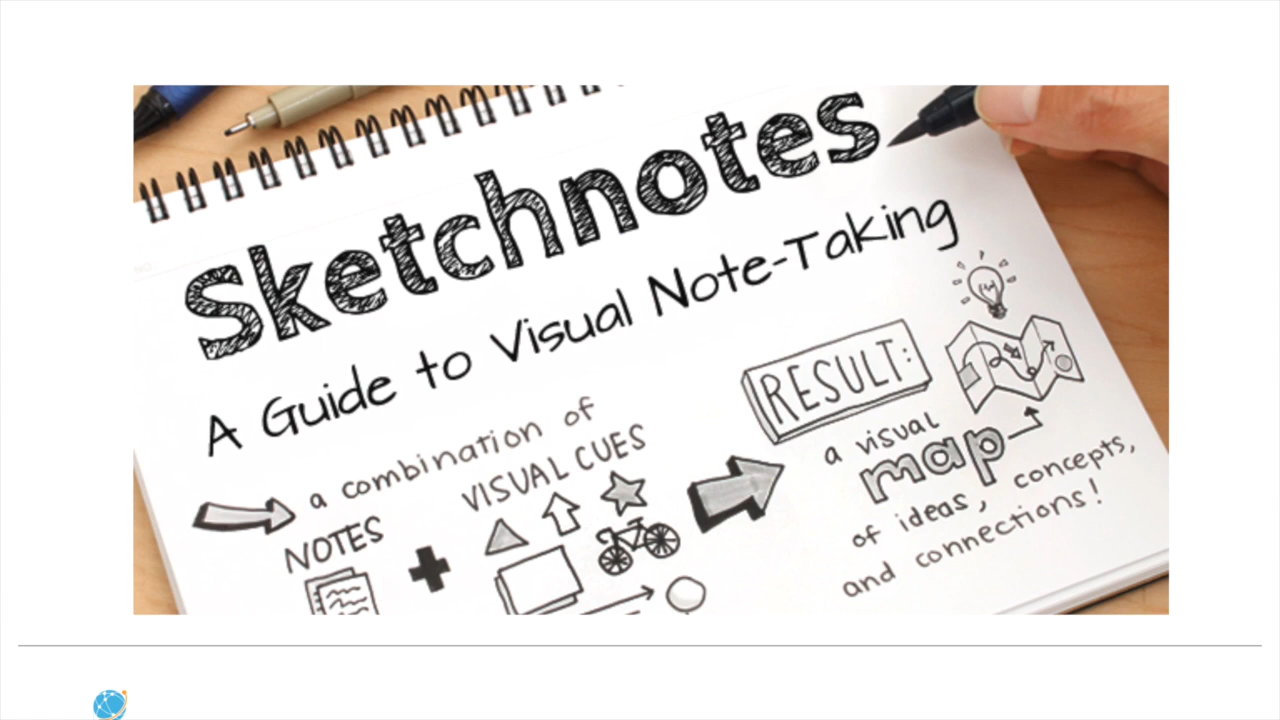 Sketchnotes
A Guide to Visual Note-Taking
a combination of
NOTES
VISUAL CUES
RESULT:
a visual
map
of ideas, concepts,
and connections!